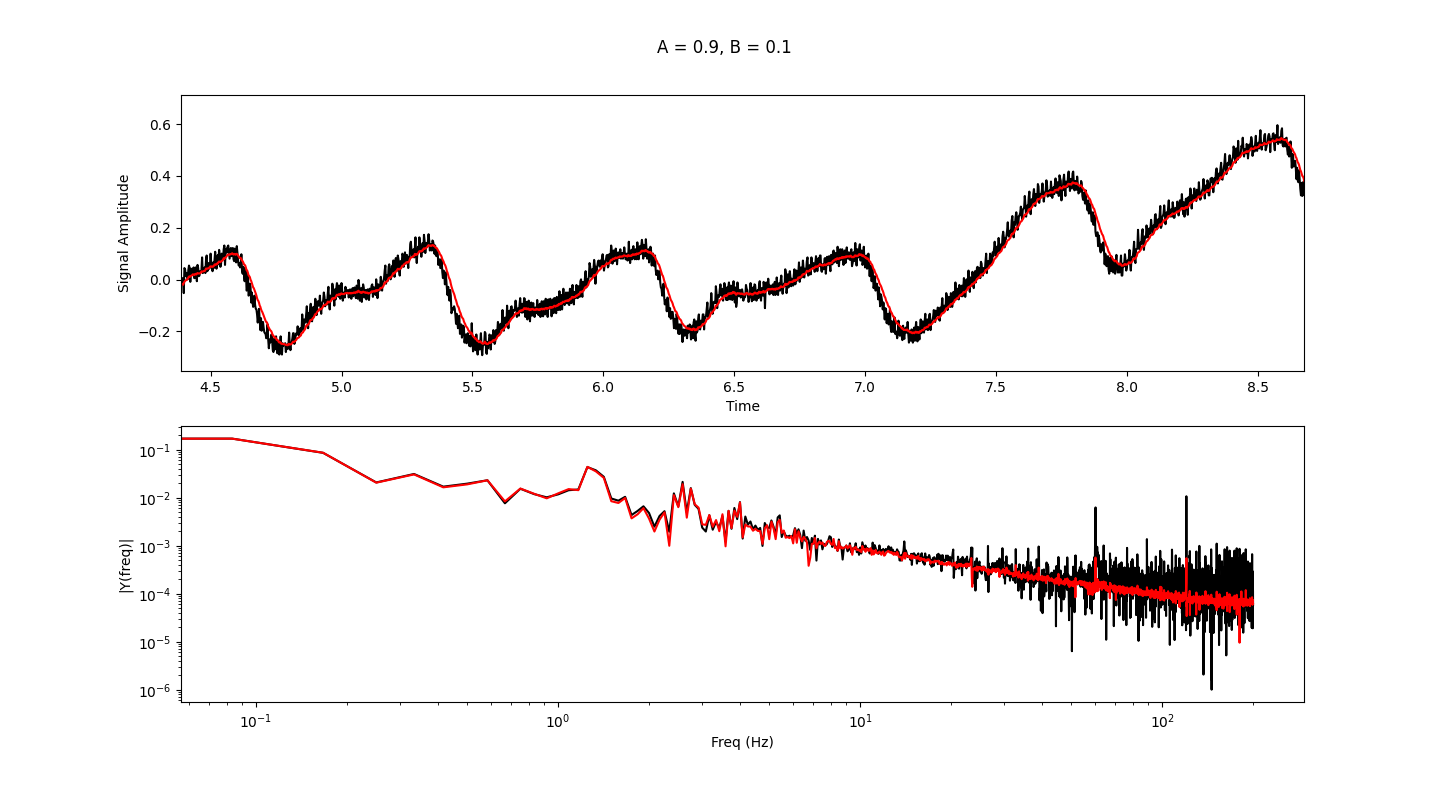 A = 0.9, B = 0.1
Signal Amplitude
0.6
0.4
0.2
0.0
−0.2
4.5 5.0 5.5 6.0 6.5 7.0 7.5 8.0 8.5
Time
|Y(freq)|
10⁻¹
10⁻²
10⁻³
10⁻⁴
10⁻⁵
10⁻⁶
10⁻¹ 10⁰ 10¹ 10²
Freq (Hz)